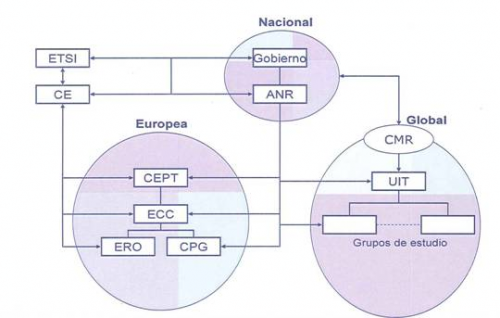 Nacional
ETSI
Gobierno
CE
ANR
Global
Europea
CMR
CEPT
UIT
ECC
ERO
CPG
Grupos de estudio